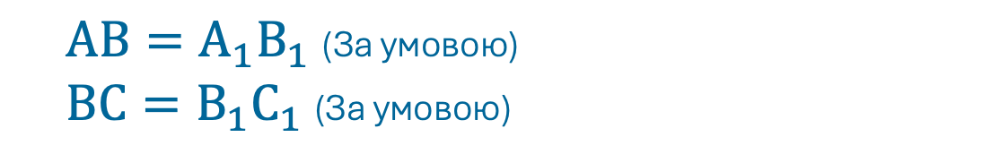 AB = A₁B₁ (За умовою)
BC = B₁C₁ (За умовою)